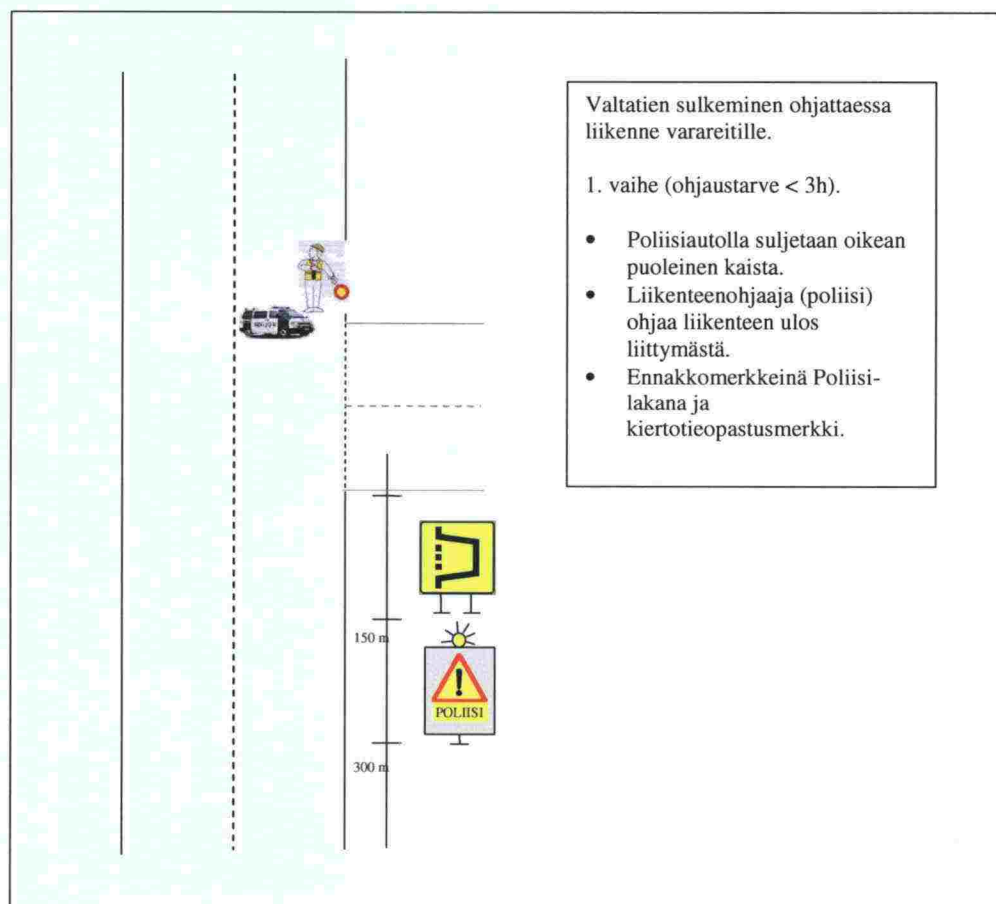 Valtatien sulkeminen ohjattaessa
liikenne varareitille.
1. vaihe (ohjaustarve < 3h).
• Poliisiautolla suljetaan oikean
puoleinen kaista.
• Liikenteenohjaaja (poliisi)
ohjaa liikenteen ulos
liittymästä.
• Ennakkomerkkeinä Poliisi-
lakana ja
kiertotieopastusmerkki.
150 m
POLIISI
300 m